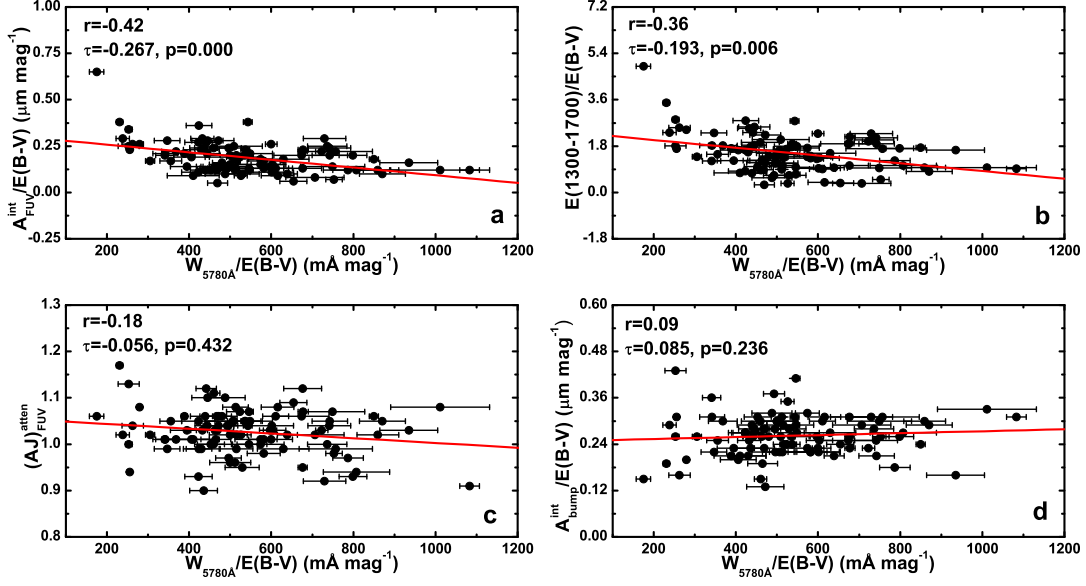 1.00
0.75
0.50
0.25
0.00
-0.25
A^int_FUV/E(B-V) (μm mag⁻¹)
r=-0.42
τ=-0.267, p=0.000
a
200 400 600 800 1000 1200
W_5780Å/E(B-V) (mÅ mag⁻¹)
7.2
5.4
3.6
1.8
0.0
-1.8
E(1300-1700)/E(B-V)
r=-0.36
τ=-0.193, p=0.006
b
200 400 600 800 1000 1200
W_5780Å/E(B-V) (mÅ mag⁻¹)
1.3
1.2
1.1
1.0
0.9
0.8
(AJ)^atten_FUV
r=-0.18
τ=-0.056, p=0.432
c
200 400 600 800 1000 1200
W_5780Å/E(B-V) (mÅ mag⁻¹)
0.60
0.48
0.36
0.24
0.12
0.00
A^int_bump/E(B-V) (μm mag⁻¹)
r=0.09
τ=0.085, p=0.236
d
200 400 600 800 1000 1200
W_5780Å/E(B-V) (mÅ mag⁻¹)